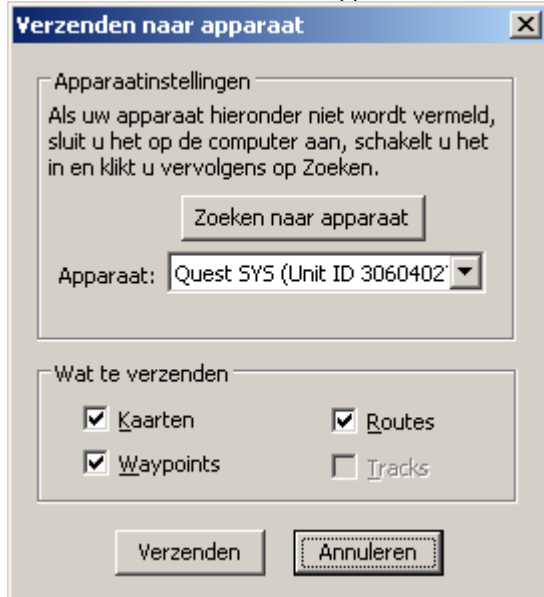 Verzenden naar apparaat
Apparaatinstellingen
Als uw apparaat hieronder niet wordt vermeld,
sluit u het op de computer aan, schakelt u het
in en klikt u vervolgens op Zoeken.
Zoeken naar apparaat
Apparaat: Quest SYS (Unit ID 3060402
Wat te verzenden
Kaarten
Routes
Waypoints
Tracks
Verzenden
Annuleren